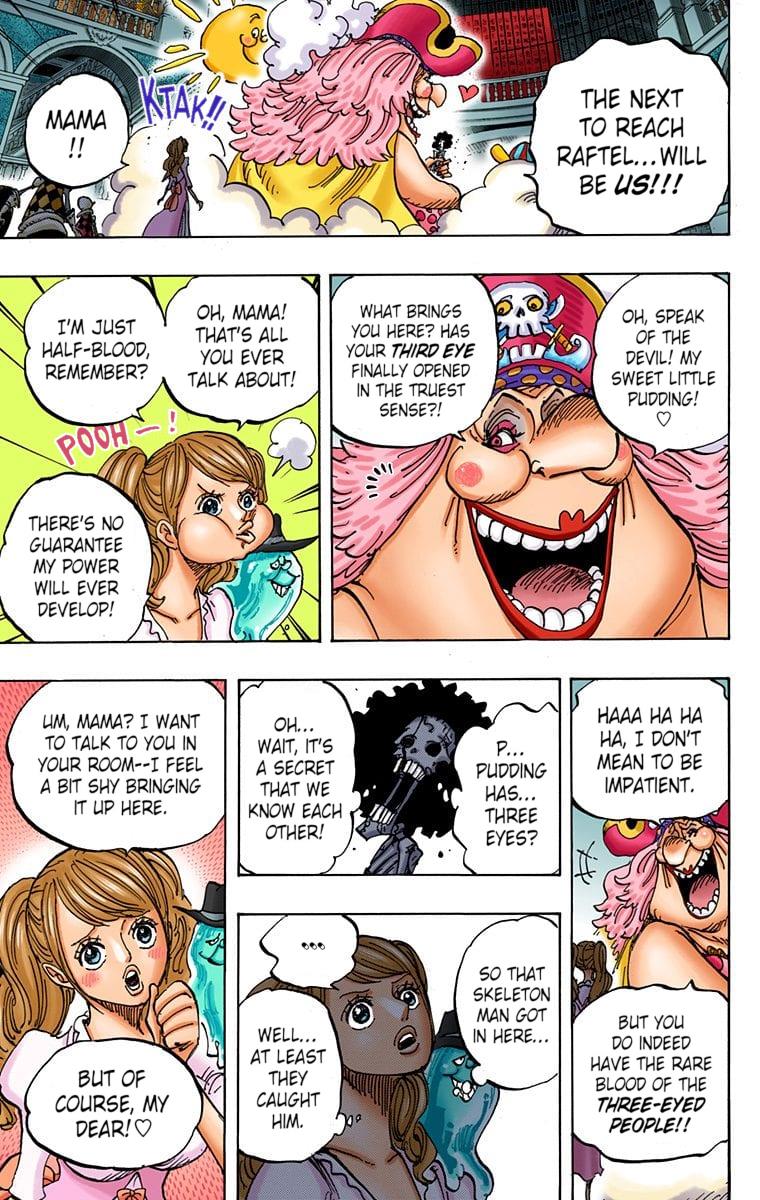 THE NEXT
TO REACH
RAFTEL...WILL
BE US!!!
KTAK!!
MAMA
!!
OH, SPEAK
OF THE
DEVIL! MY
SWEET LITTLE
PUDDING!
♡
WHAT BRINGS
YOU HERE? HAS
YOUR THIRD EYE
FINALLY OPENED
IN THE TRUEST
SENSE?!
OH, MAMA!
THAT'S ALL
YOU EVER
TALK ABOUT!
I'M JUST
HALF-BLOOD,
REMEMBER?
POOH—!
THERE'S NO
GUARANTEE
MY POWER
WILL EVER
DEVELOP!
HAAA HA HA
HA, I DON'T
MEAN TO BE
IMPATIENT.
BUT YOU
DO INDEED
HAVE THE RARE
BLOOD OF THE
THREE-EYED
PEOPLE!!
P...
PUDDING
HAS...
THREE
EYES?
OH...
WAIT, IT'S
A SECRET
THAT WE
KNOW EACH
OTHER!
SO THAT
SKELETON
MAN GOT
IN HERE...
...
WELL...
AT LEAST
THEY
CAUGHT
HIM.
UM, MAMA? I WANT
TO TALK TO YOU IN
YOUR ROOM--I FEEL
A BIT SHY BRINGING
IT UP HERE.
BUT OF
COURSE, MY
DEAR!♡